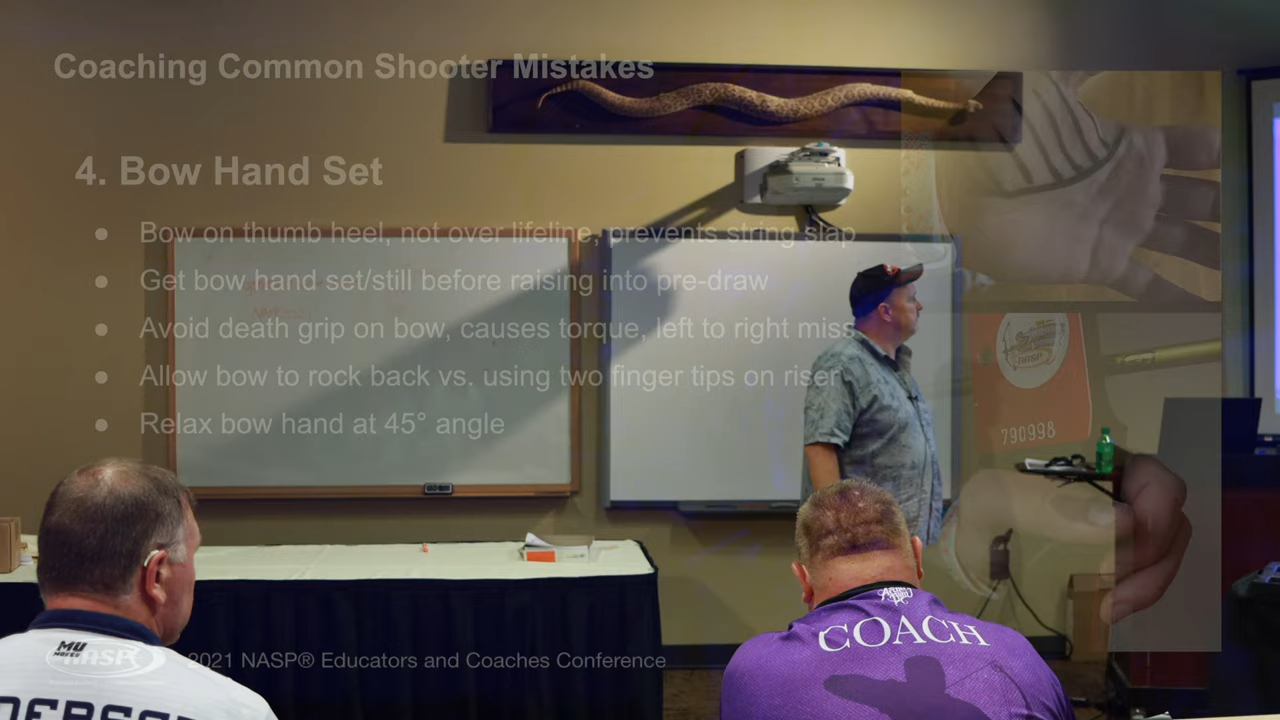 Coaching Common Shooter Mistakes
4. Bow Hand Set
• Bow on thumb heel, not over lifeline, prevents string slap
• Get bow hand set/still before raising into pre-draw
• Avoid death grip on bow, causes torque, left to right miss
• Allow bow to rock back vs. using two finger tips on riser
• Relax bow hand at 45° angle
NASP
790998
COACH
MU
NASP
2021 NASP® Educators and Coaches Conference